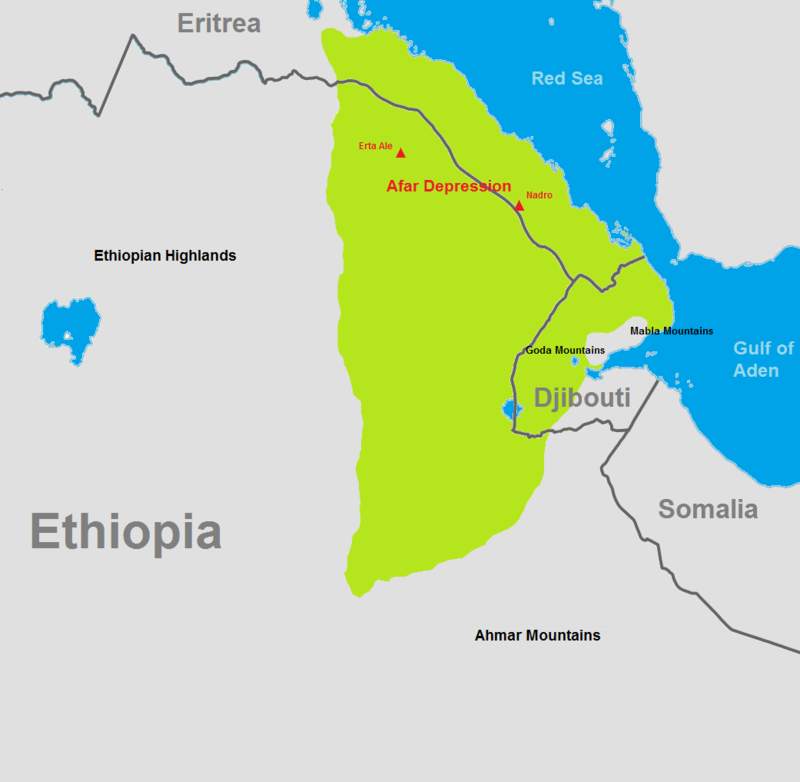 Eritrea
Red Sea
Erta Ale
Afar Depression
Nadro
Ethiopian Highlands
Mabla Mountains
Goda Mountains
Gulf of
Aden
Djibouti
Somalia
Ethiopia
Ahmar Mountains